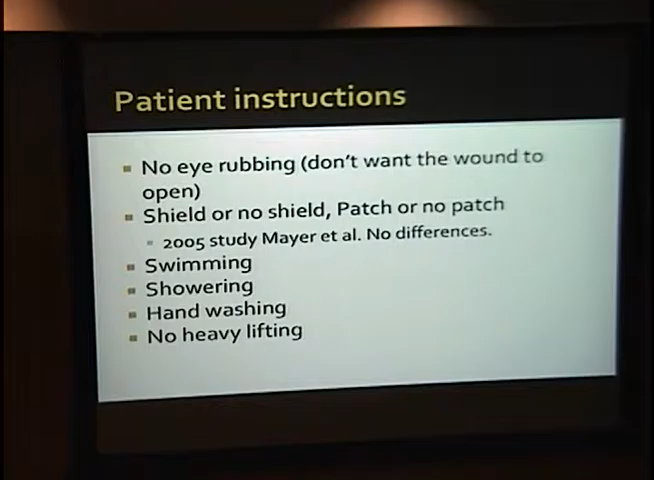 Patient instructions
No eye rubbing (don't want the wound to
open)
Shield or no shield, Patch or no patch
2005 study Mayer et al. No differences.
Swimming
Showering
Hand washing
No heavy lifting